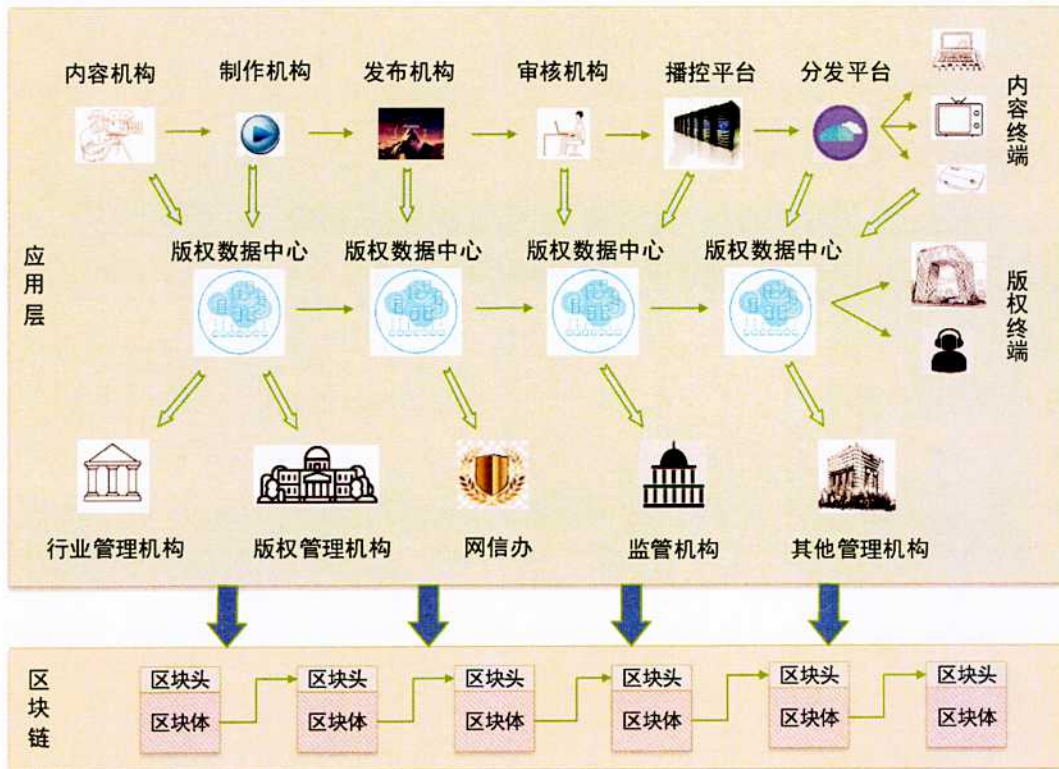 内容机构
制作机构
发布机构
审核机构
播控平台
分发平台
内容终端
应用层
版权数据中心
版权数据中心
版权数据中心
版权数据中心
版权终端
行业管理机构
版权管理机构
网信办
监管机构
其他管理机构
区块链
区块头
区块头
区块头
区块头
区块头
区块头
区块体
区块体
区块体
区块体
区块体
区块体